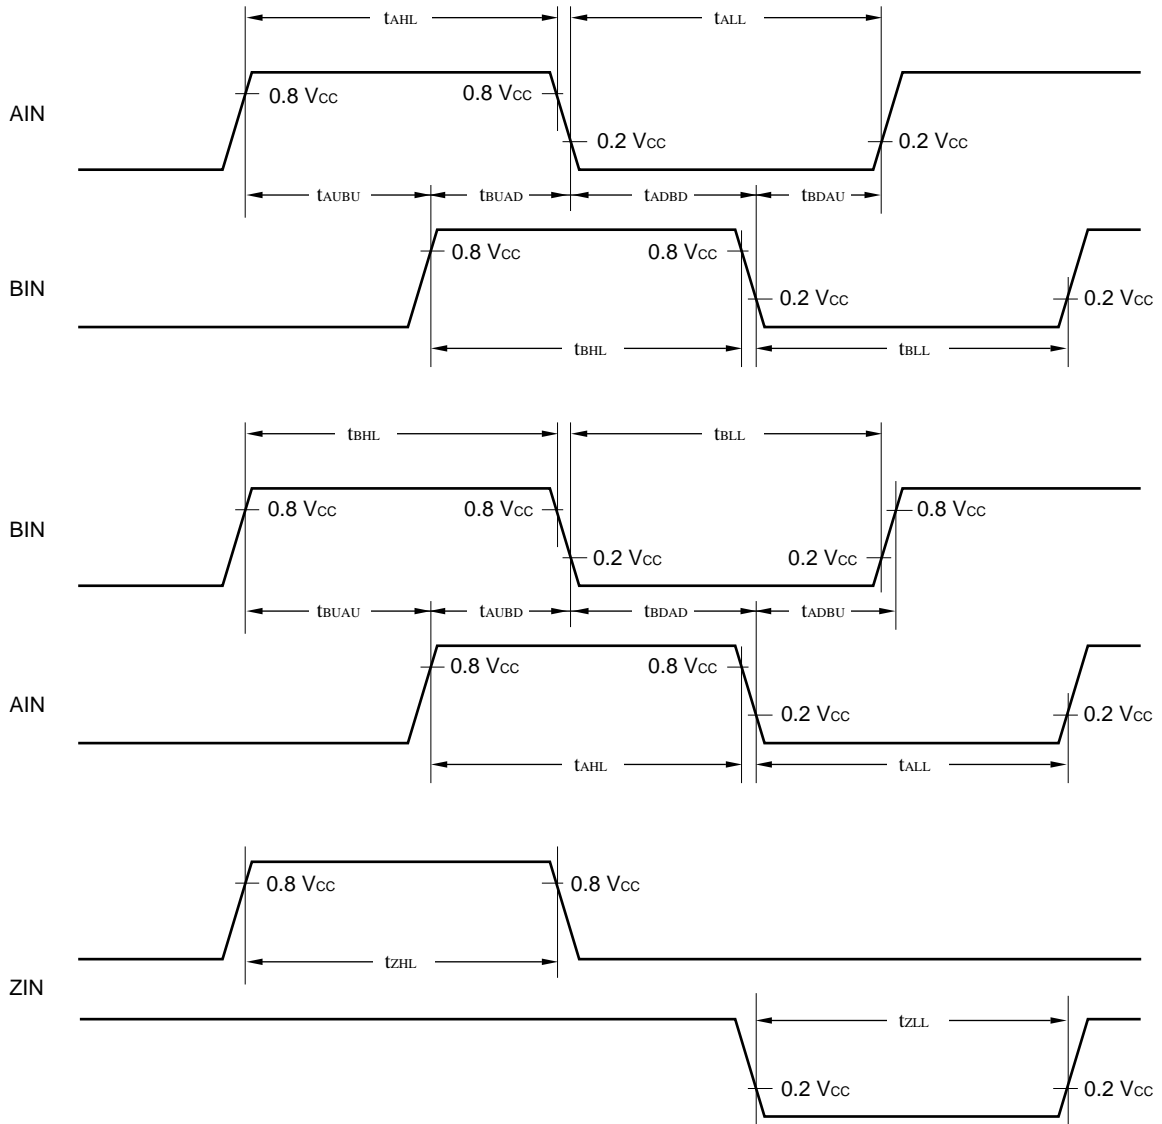 tAHL tALL
AIN 0.8 VCC 0.8 VCC 0.2 VCC 0.2 VCC
tAUBU tBUAD tADBD tBDAU
BIN 0.8 VCC 0.8 VCC 0.2 VCC 0.2 VCC
tBHL tBLL
tBHL tBLL
BIN 0.8 VCC 0.8 VCC 0.2 VCC 0.2 VCC 0.8 VCC
tBUAU tAUBD tBDAD tADBU
AIN 0.8 VCC 0.8 VCC 0.2 VCC 0.2 VCC
tAHL tALL
0.8 VCC 0.8 VCC
tZHL
ZIN
tZLL
0.2 VCC 0.2 VCC